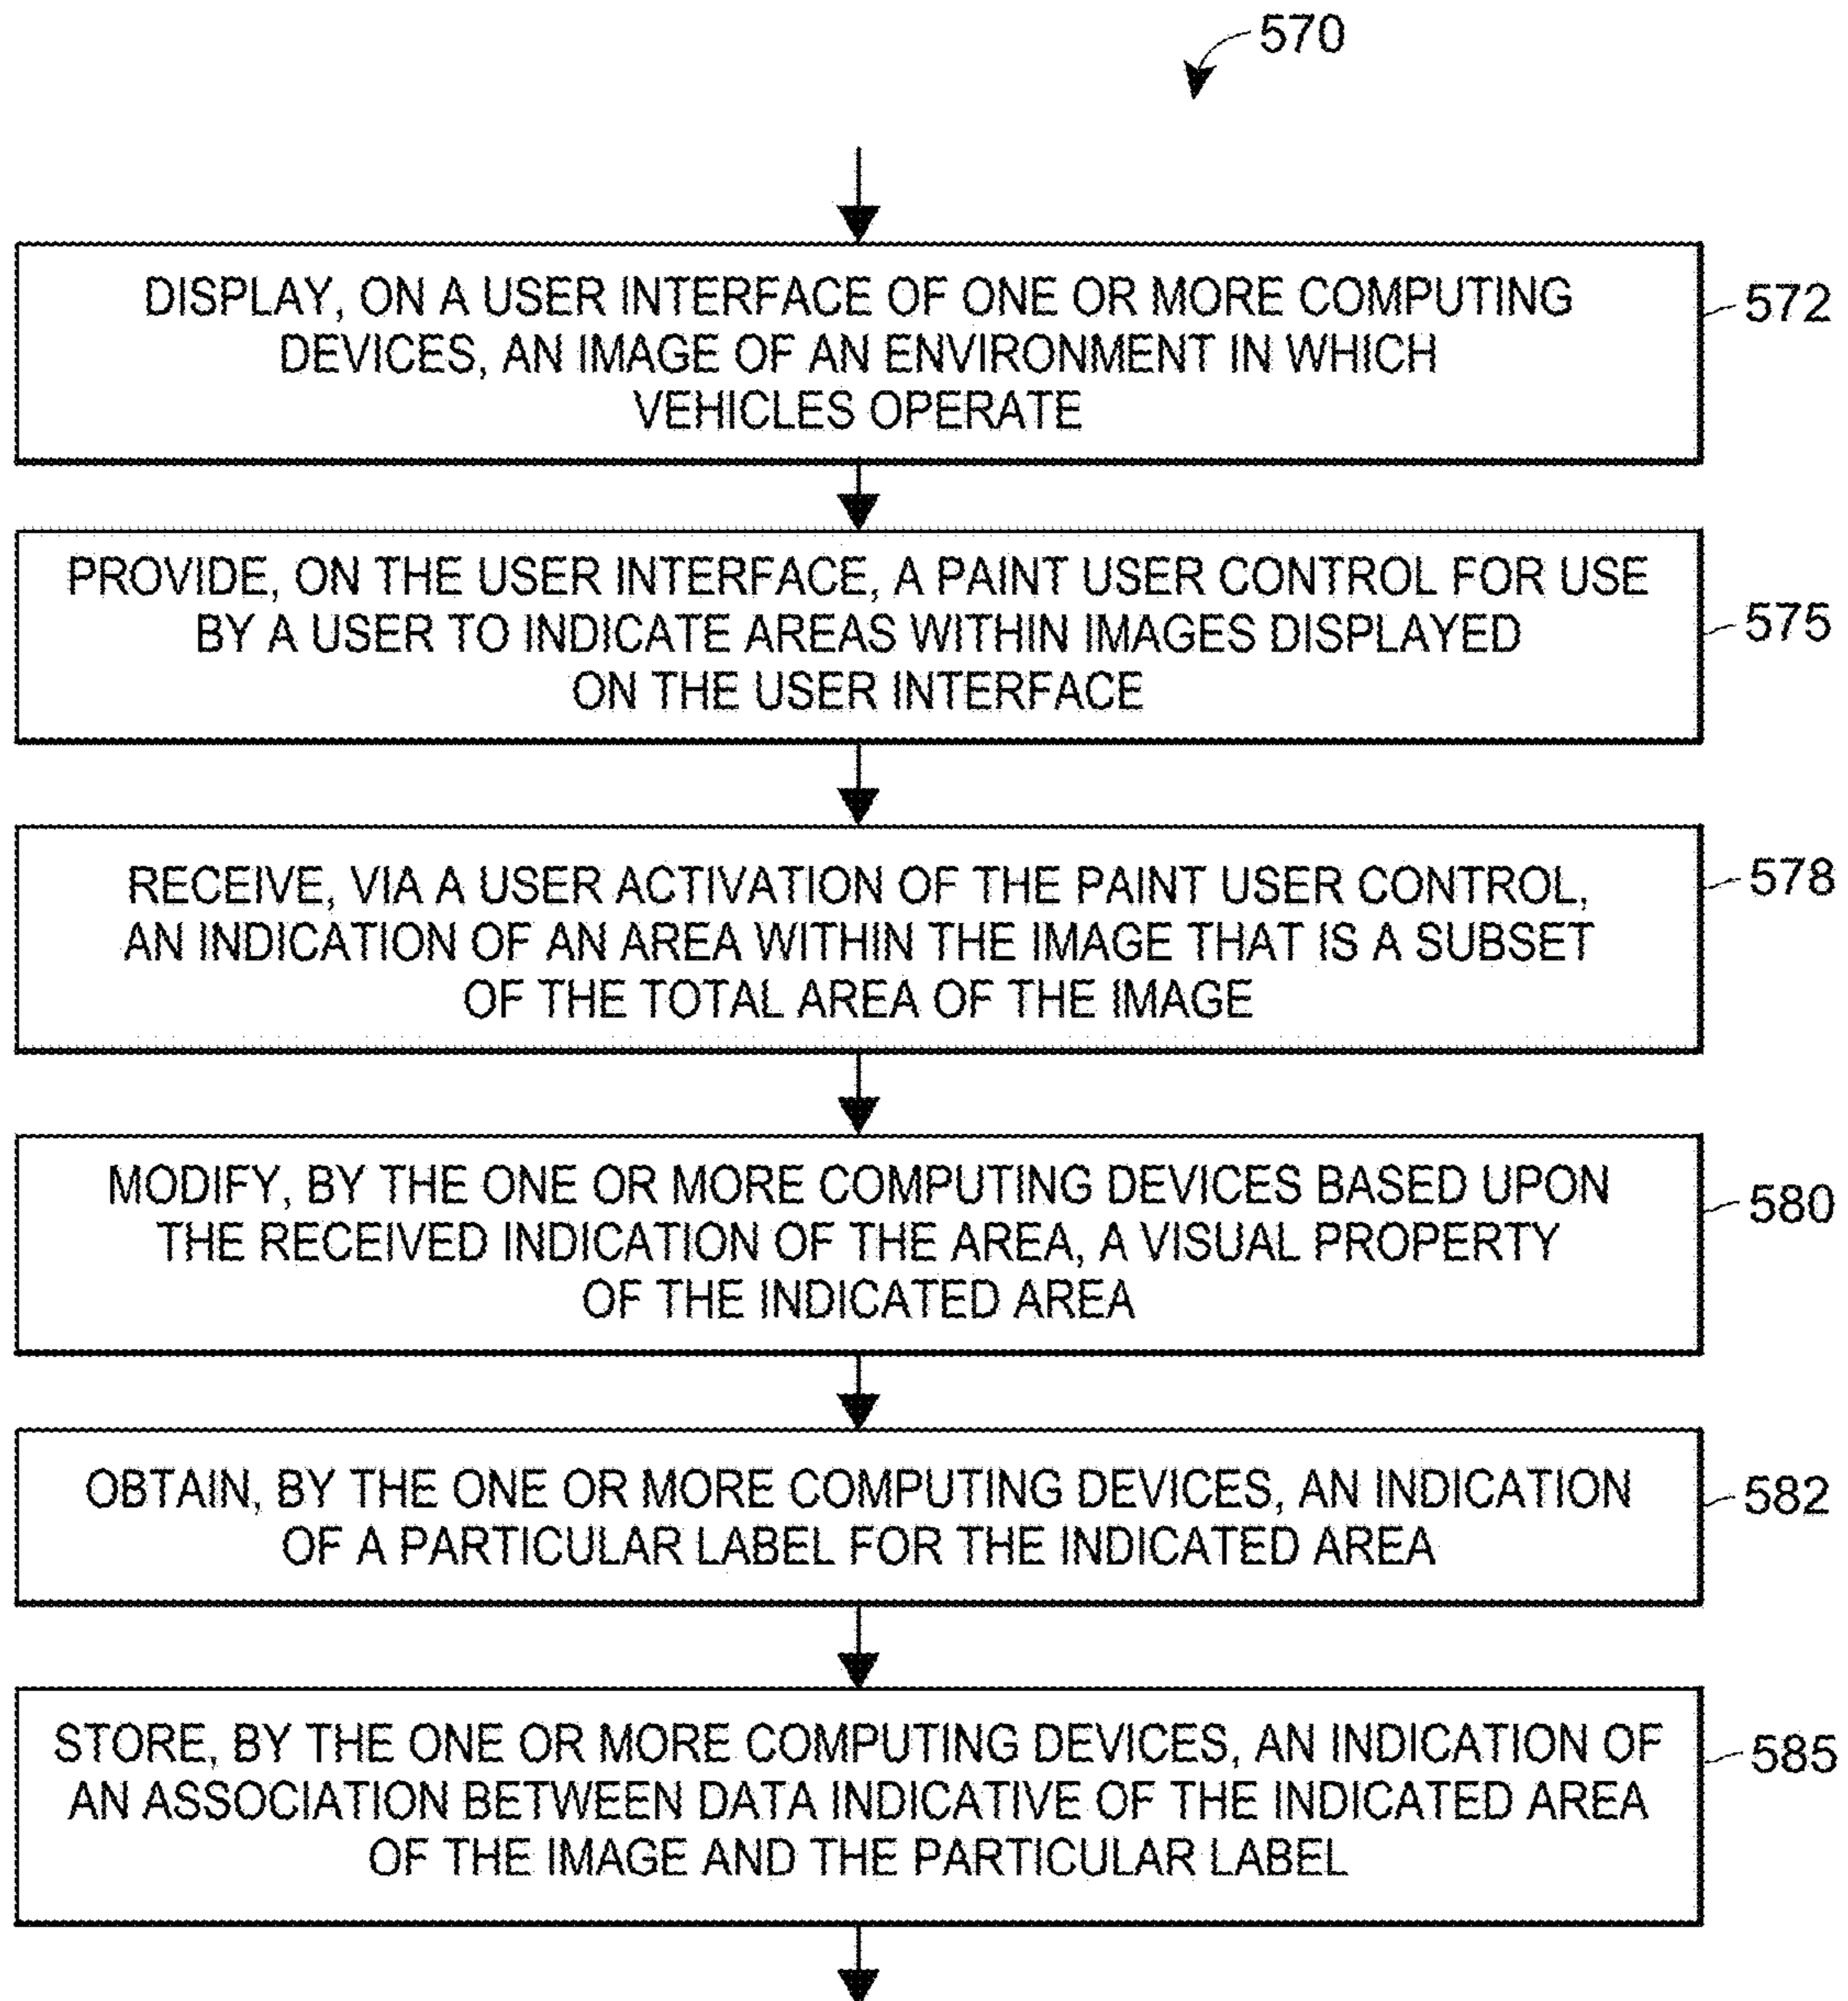 570
DISPLAY, ON A USER INTERFACE OF ONE OR MORE COMPUTING
DEVICES, AN IMAGE OF AN ENVIRONMENT IN WHICH
VEHICLES OPERATE
572
PROVIDE, ON THE USER INTERFACE, A PAINT USER CONTROL FOR USE
BY A USER TO INDICATE AREAS WITHIN IMAGES DISPLAYED
ON THE USER INTERFACE
575
RECEIVE, VIA A USER ACTIVATION OF THE PAINT USER CONTROL,
AN INDICATION OF AN AREA WITHIN THE IMAGE THAT IS A SUBSET
OF THE TOTAL AREA OF THE IMAGE
578
MODIFY, BY THE ONE OR MORE COMPUTING DEVICES BASED UPON
THE RECEIVED INDICATION OF THE AREA, A VISUAL PROPERTY
OF THE INDICATED AREA
580
OBTAIN, BY THE ONE OR MORE COMPUTING DEVICES, AN INDICATION
OF A PARTICULAR LABEL FOR THE INDICATED AREA
582
STORE, BY THE ONE OR MORE COMPUTING DEVICES, AN INDICATION OF
AN ASSOCIATION BETWEEN DATA INDICATIVE OF THE INDICATED AREA
OF THE IMAGE AND THE PARTICULAR LABEL
585